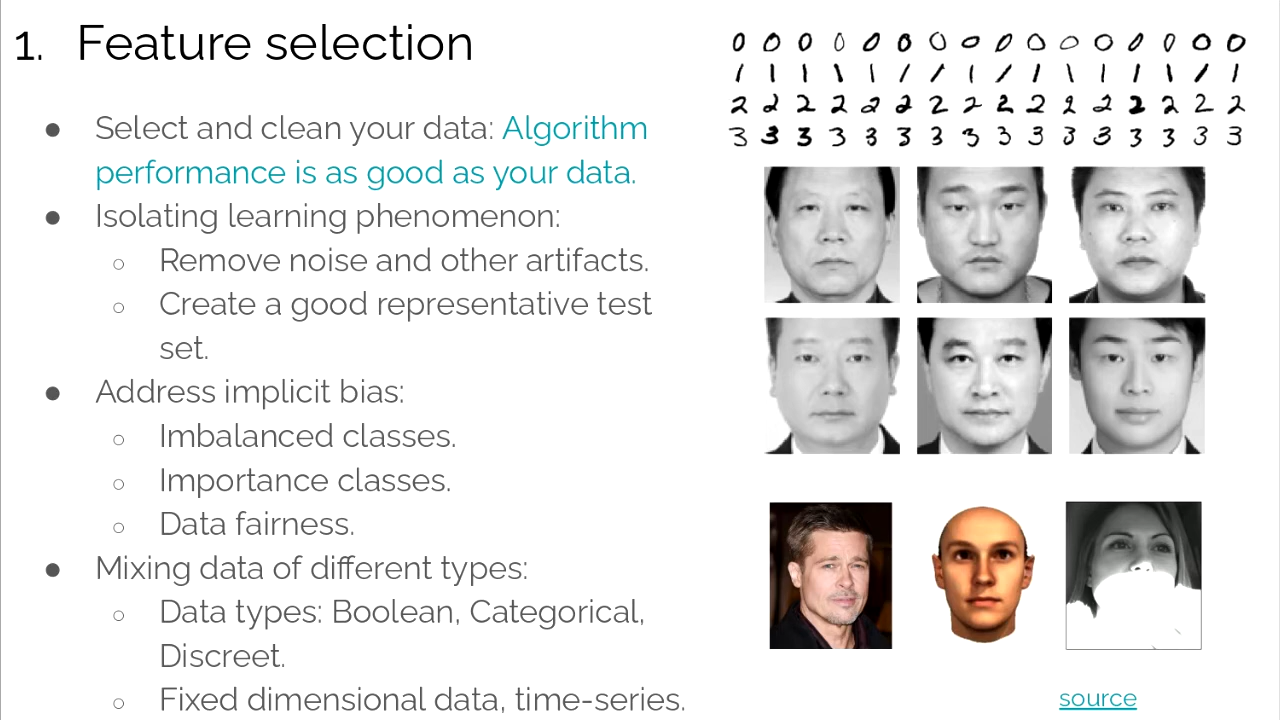 1. Feature selection
● Select and clean your data: Algorithm
performance is as good as your data.
● Isolating learning phenomenon:
○ Remove noise and other artifacts.
○ Create a good representative test
set.
● Address implicit bias:
○ Imbalanced classes.
○ Importance classes.
○ Data fairness.
● Mixing data of different types:
○ Data types: Boolean, Categorical,
Discreet.
○ Fixed dimensional data, time-series.
0 0 0 0 0 0 0 0 0 0 0 0 0 0 0 0
1 1 1 1 1 1 1 1 1 1 1 1 1 1 1 1
2 2 2 2 2 2 2 2 2 2 2 2 2 2 2 2
3 3 3 3 3 3 3 3 3 3 3 3 3 3 3 3
source